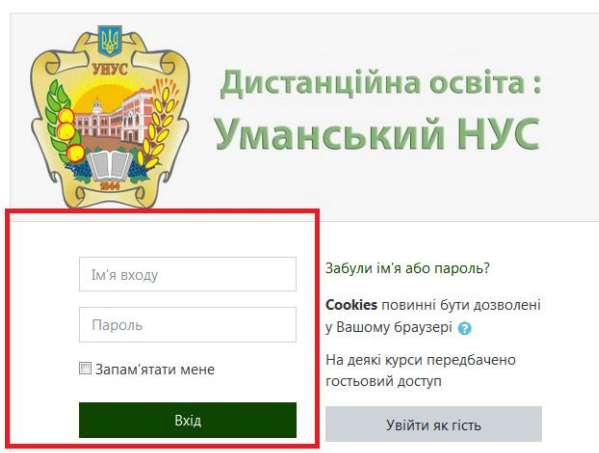 УНУС
1844
Дистанційна освіта :
Уманський НУС
Ім'я входу
Пароль
Запам'ятати мене
Вхід
Забули ім'я або пароль?
Cookies повинні бути дозволені
у Вашому браузері
На деякі курси передбачено
гостьовий доступ
Увійти як гість